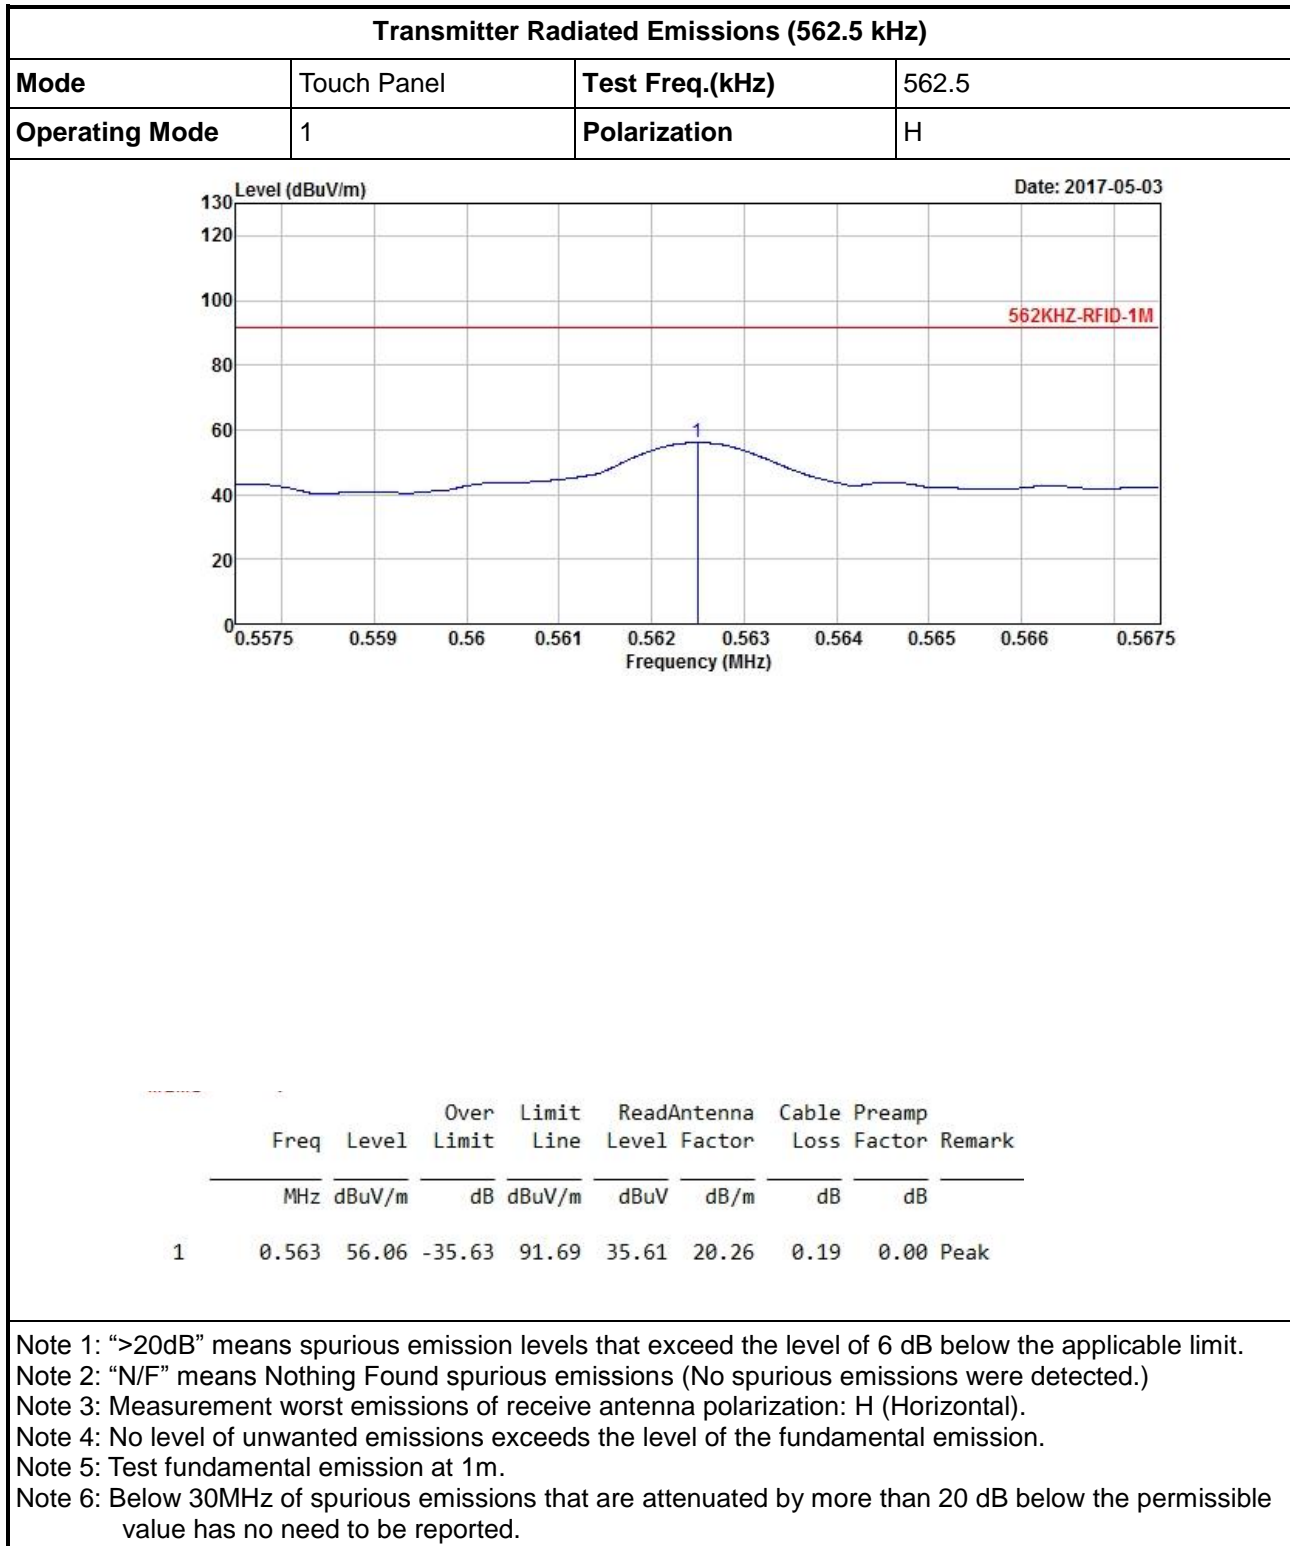 Transmitter Radiated Emissions (562.5 kHz)
Mode Touch Panel Test Freq.(kHz) 562.5
Operating Mode 1 Polarization H
Level (dBuV/m) Date: 2017-05-03
130
120
100
562KHZ-RFID-1M
80
60
1
40
20
0
0.5575 0.559 0.56 0.561 0.562 0.563 0.564 0.565 0.566 0.5675
Frequency (MHz)
Over Limit ReadAntenna Cable Preamp
Freq Level Limit Line Level Factor Loss Factor Remark
MHz dBuV/m dB dBuV/m dBuV dB/m dB dB
1 0.563 56.06 -35.63 91.69 35.61 20.26 0.19 0.00 Peak
Note 1: “>20dB” means spurious emission levels that exceed the level of 6 dB below the applicable limit.
Note 2: “N/F” means Nothing Found spurious emissions (No spurious emissions were detected.)
Note 3: Measurement worst emissions of receive antenna polarization: H (Horizontal).
Note 4: No level of unwanted emissions exceeds the level of the fundamental emission.
Note 5: Test fundamental emission at 1m.
Note 6: Below 30MHz of spurious emissions that are attenuated by more than 20 dB below the permissible
value has no need to be reported.